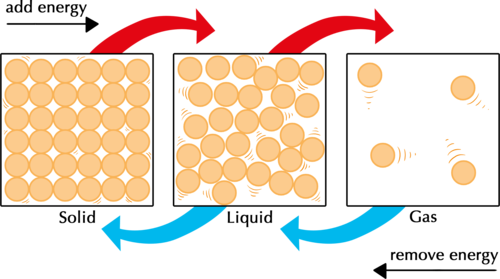 add energy
Solid
Liquid
Gas
remove energy